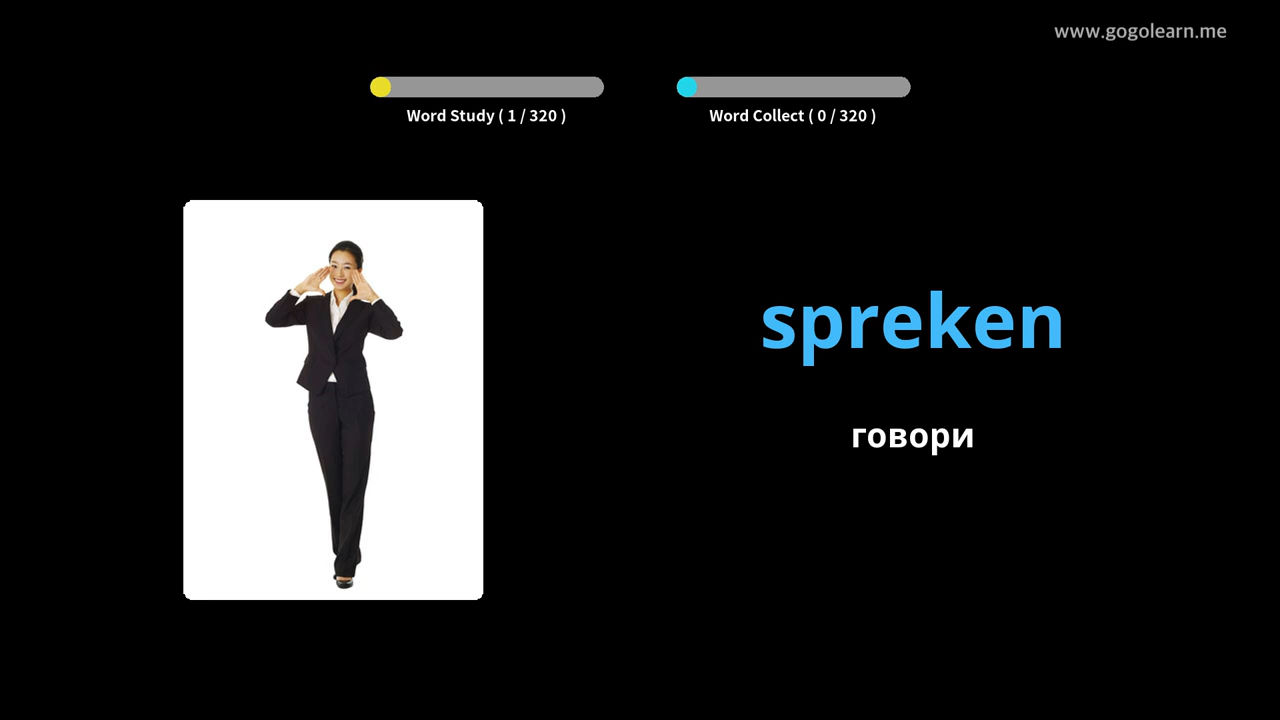 www.gogolearn.me
Word Study ( 1 / 320 )
Word Collect ( 0 / 320 )
spreken
говори